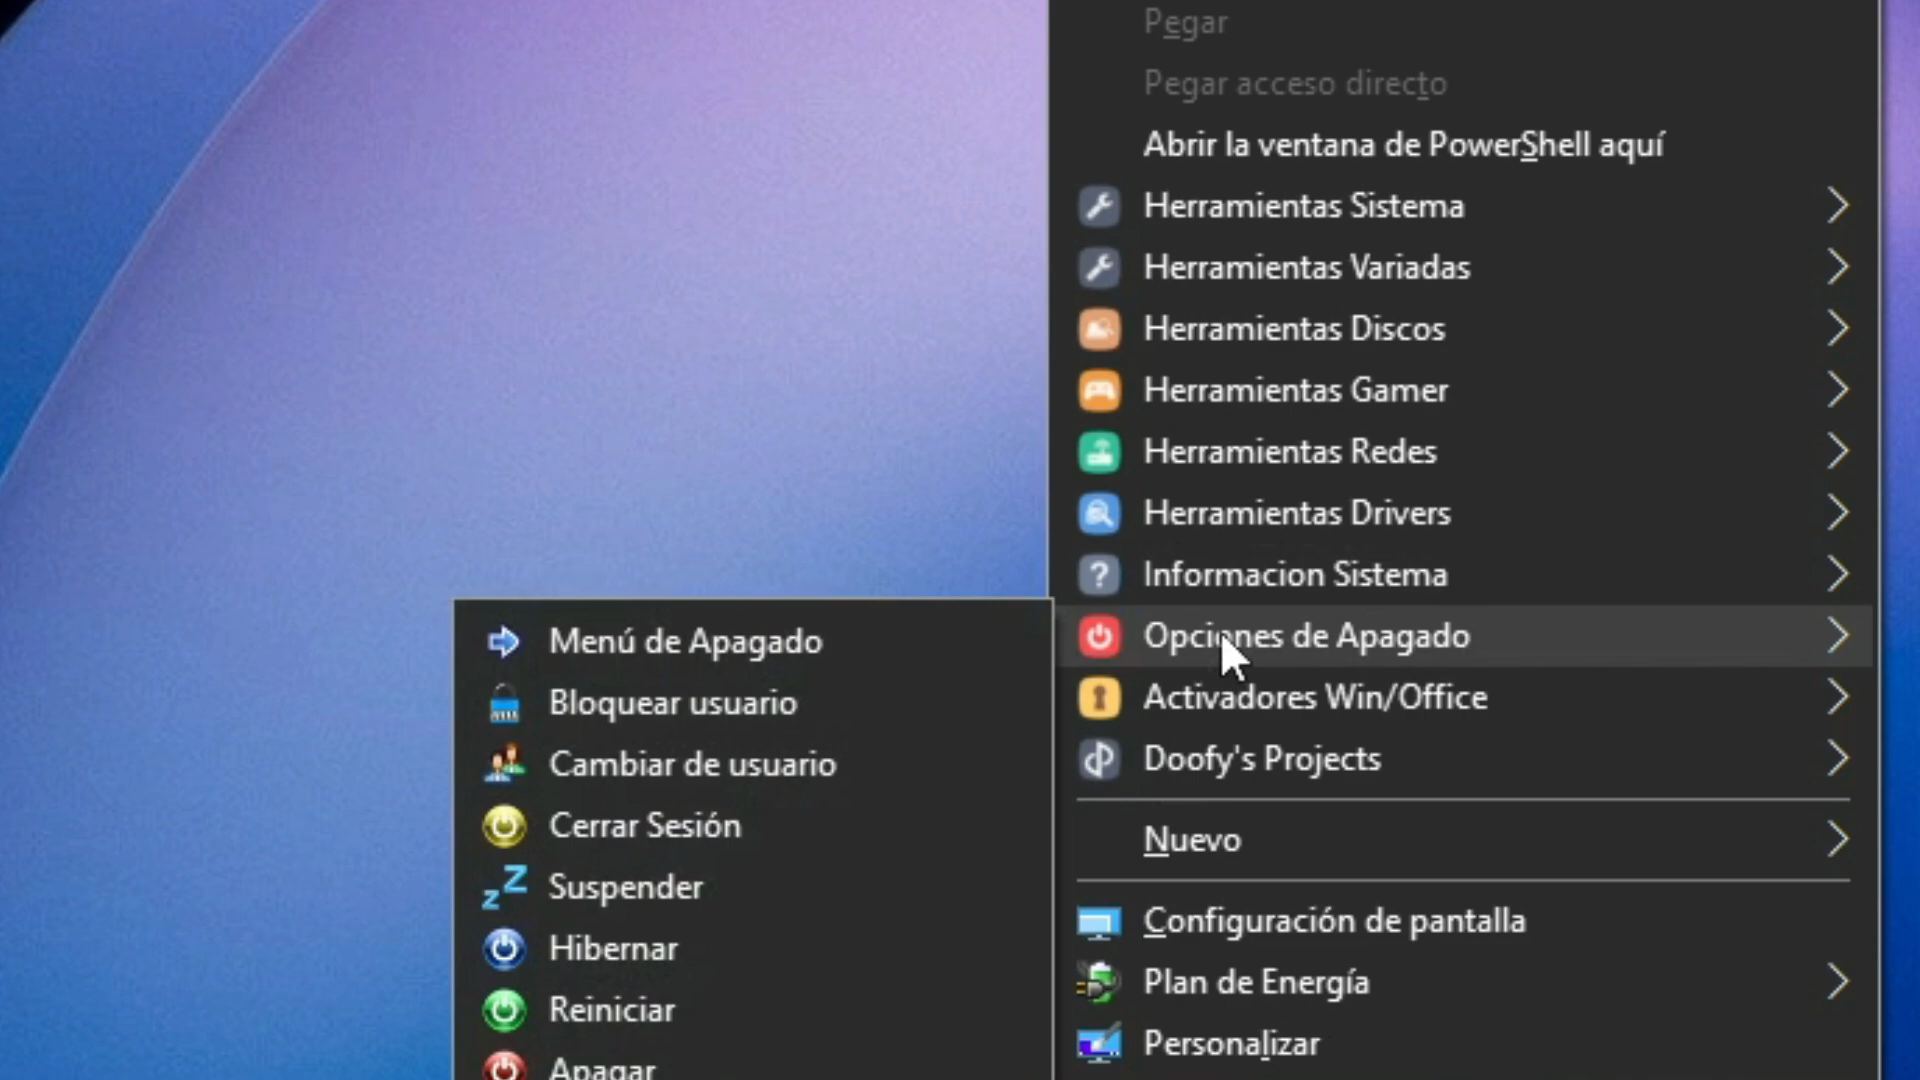 Pegar
Pegar acceso directo
Abrir la ventana de PowerShell aquí
Herramientas Sistema
Herramientas Variadas
Herramientas Discos
Herramientas Gamer
Herramientas Redes
Herramientas Drivers
Informacion Sistema
Opciones de Apagado
Activadores Win/Office
Doofy's Projects
Nuevo
Configuración de pantalla
Plan de Energía
Personalizar
Menú de Apagado
Bloquear usuario
Cambiar de usuario
Cerrar Sesión
Suspender
Hibernar
Reiniciar
Apagar